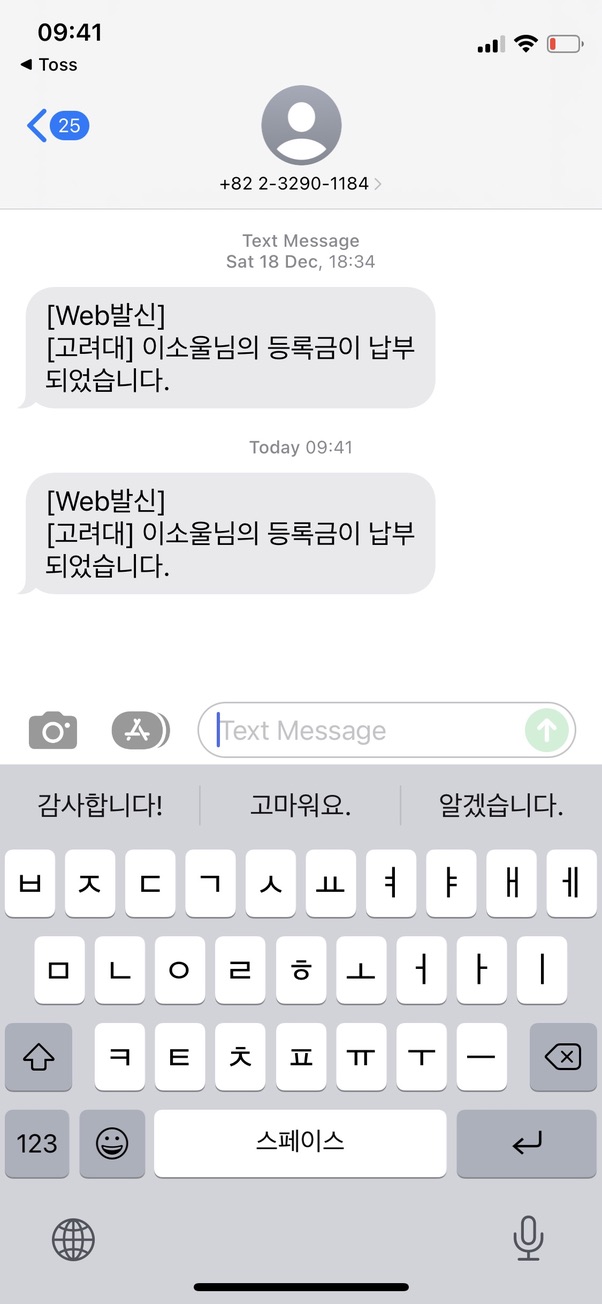 09:41
◀ Toss
25
+82 2-3290-1184
Text Message
Sat 18 Dec, 18:34
[Web발신]
[고려대] 이소울님의 등록금이 납부
되었습니다.
Today 09:41
[Web발신]
[고려대] 이소울님의 등록금이 납부
되었습니다.
Text Message
감사합니다! 고마워요. 알겠습니다.
ㅂ ㅈ ㄷ ㄱ ㅅ ㅛ ㅕ ㅑ ㅐ ㅔ
ㅁ ㄴ ㅇ ㄹ ㅎ ㅗ ㅓ ㅏ ㅣ
ㅋ ㅌ ㅊ ㅍ ㅠ ㅜ ㅡ
123 스페이스